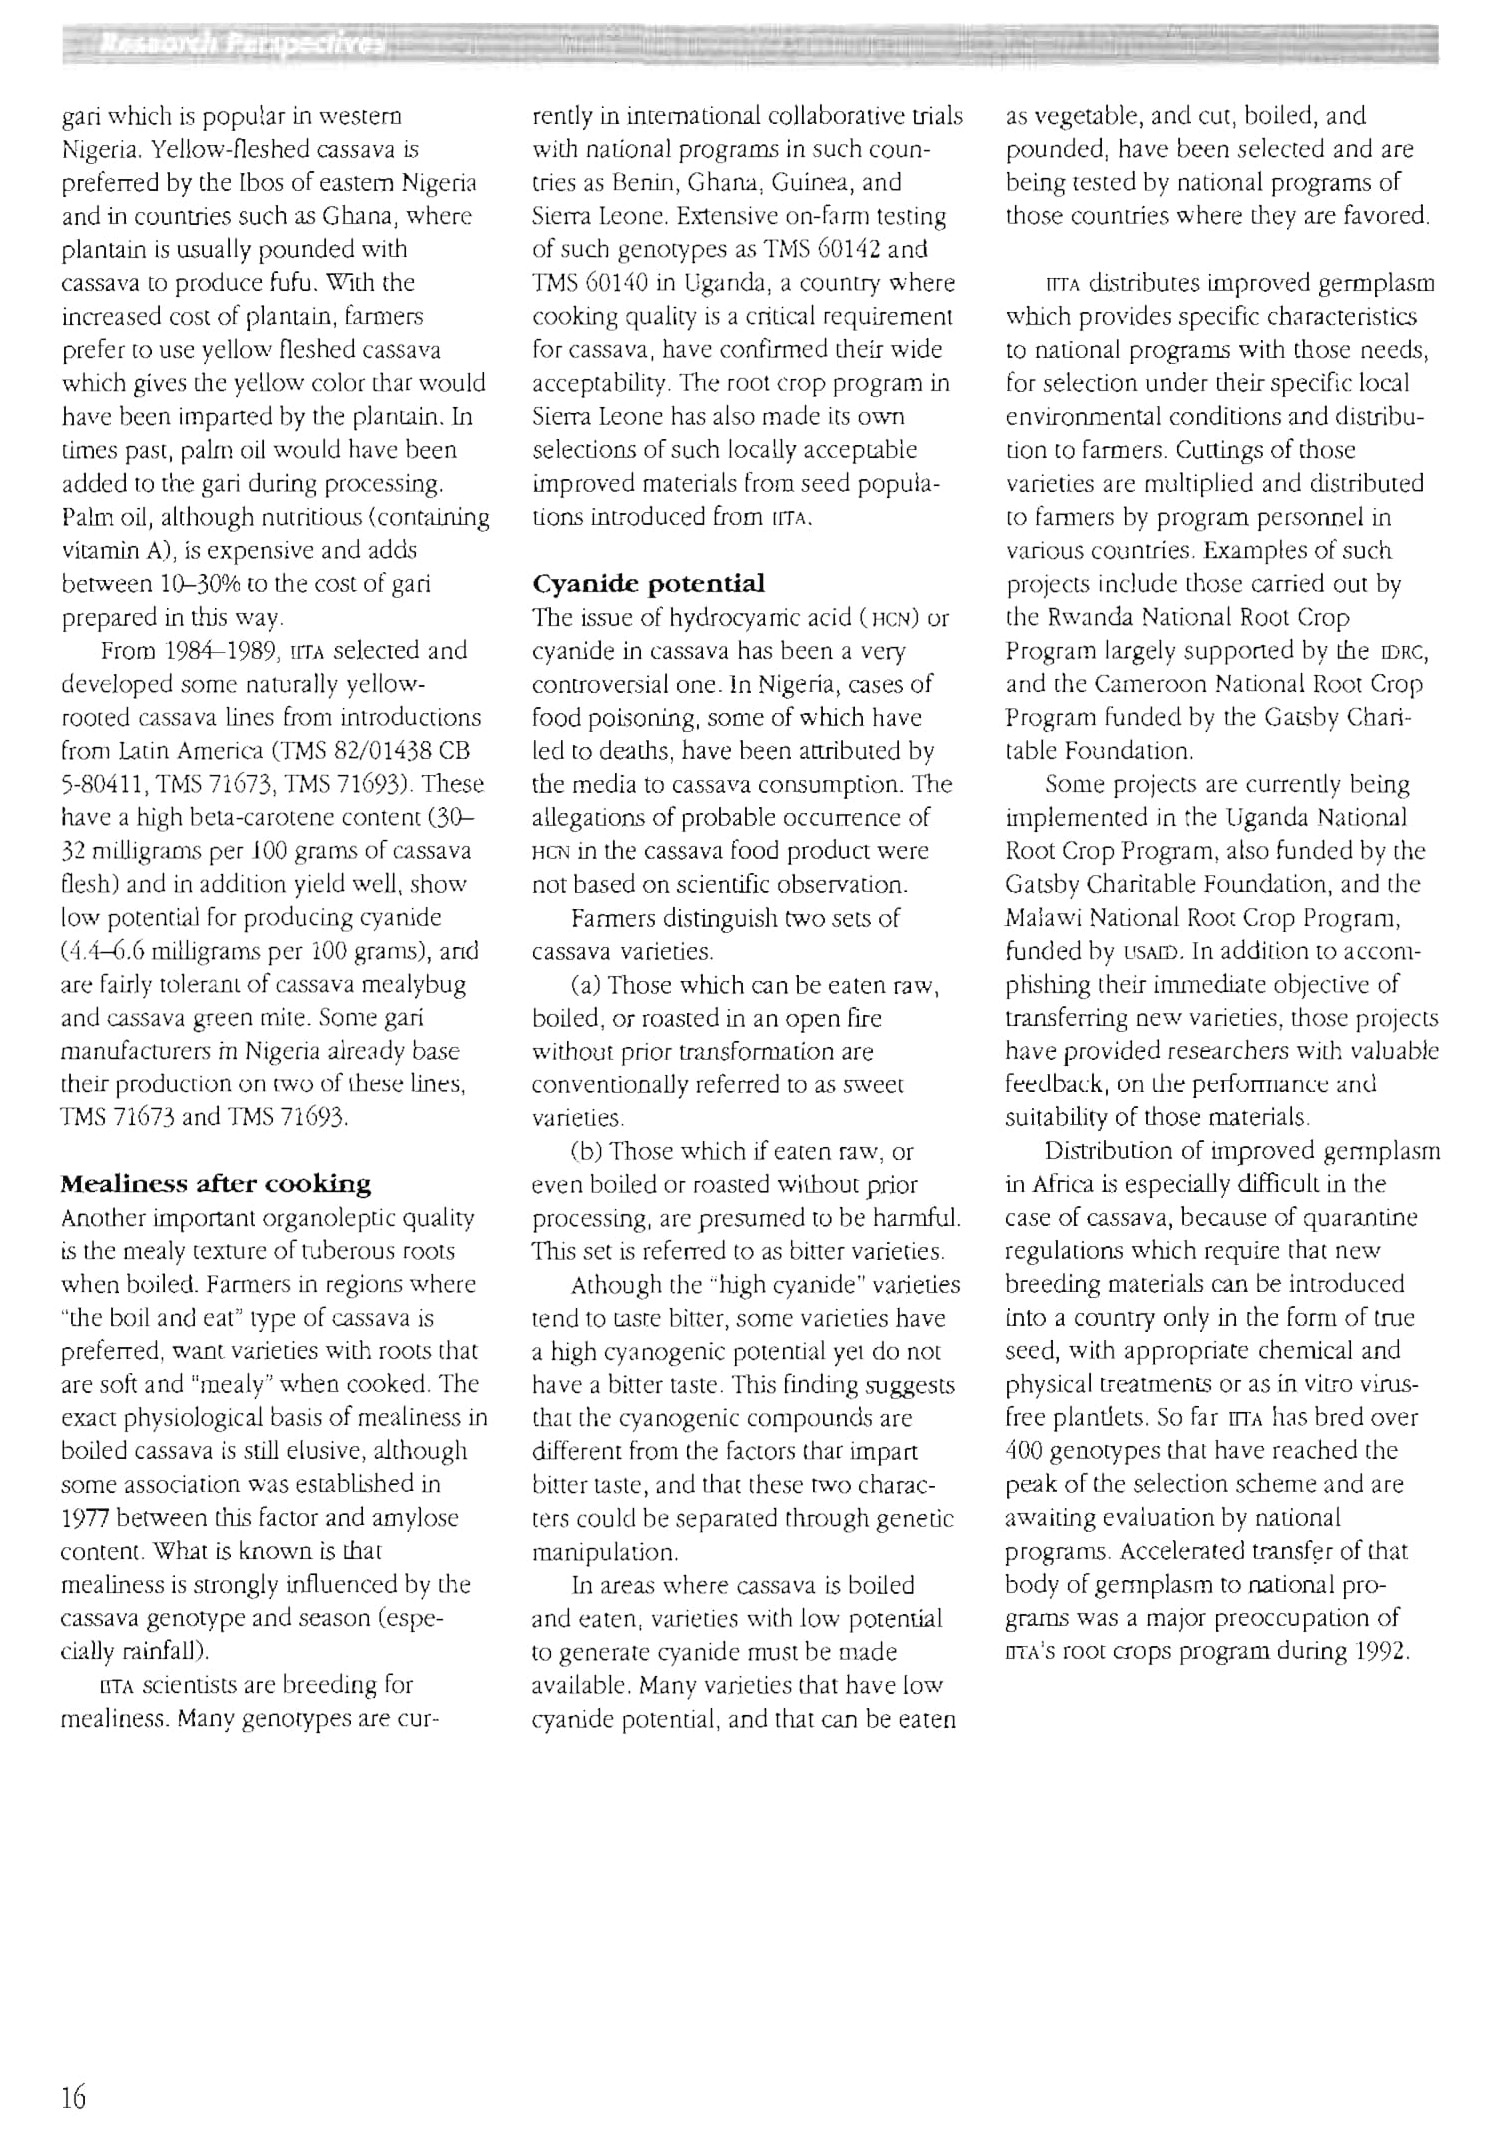 Research Perspectives
gari which is popular in western
Nigeria. Yellow-fleshed cassava is
preferred by the Ibos of eastern Nigeria
and in countries such as Ghana, where
plantain is usually pounded with
cassava to produce fufu. With the
increased cost of plantain, farmers
prefer to use yellow fleshed cassava
which gives the yellow color that would
have been imparted by the plantain. In
times past, palm oil would have been
added to the gari during processing.
Palm oil, although nutritious (containing
vitamin A), is expensive and adds
between 10–30% to the cost of gari
prepared in this way.
From 1984–1989, IITA selected and
developed some naturally yellow-
rooted cassava lines from introductions
from Latin America (TMS 82/01438 CB
5-80411, TMS 71673, TMS 71693). These
have a high beta-carotene content (30–
32 milligrams per 100 grams of cassava
flesh) and in addition yield well, show
low potential for producing cyanide
(4.4–6.6 milligrams per 100 grams), and
are fairly tolerant of cassava mealybug
and cassava green mite. Some gari
manufacturers in Nigeria already base
their production on two of these lines,
TMS 71673 and TMS 71693.
Mealiness after cooking
Another important organoleptic quality
is the mealy texture of tuberous roots
when boiled. Farmers in regions where
“the boil and eat” type of cassava is
preferred, want varieties with roots that
are soft and “mealy” when cooked. The
exact physiological basis of mealiness in
boiled cassava is still elusive, although
some association was established in
1977 between this factor and amylose
content. What is known is that
mealiness is strongly influenced by the
cassava genotype and season (espe-
cially rainfall).
IITA scientists are breeding for
mealiness. Many genotypes are cur-
rently in international collaborative trials
with national programs in such coun-
tries as Benin, Ghana, Guinea, and
Sierra Leone. Extensive on-farm testing
of such genotypes as TMS 60142 and
TMS 60140 in Uganda, a country where
cooking quality is a critical requirement
for cassava, have confirmed their wide
acceptability. The root crop program in
Sierra Leone has also made its own
selections of such locally acceptable
improved materials from seed popula-
tions introduced from IITA.
Cyanide potential
The issue of hydrocyanic acid (HCN) or
cyanide in cassava has been a very
controversial one. In Nigeria, cases of
food poisoning, some of which have
led to deaths, have been attributed by
the media to cassava consumption. The
allegations of probable occurrence of
HCN in the cassava food product were
not based on scientific observation.
Farmers distinguish two sets of
cassava varieties.
(a) Those which can be eaten raw,
boiled, or roasted in an open fire
without prior transformation are
conventionally referred to as sweet
varieties.
(b) Those which if eaten raw, or
even boiled or roasted without prior
processing, are presumed to be harmful.
This set is referred to as bitter varieties.
Athough the “high cyanide” varieties
tend to taste bitter, some varieties have
a high cyanogenic potential yet do not
have a bitter taste. This finding suggests
that the cyanogenic compounds are
different from the factors that impart
bitter taste, and that these two charac-
ters could be separated through genetic
manipulation.
In areas where cassava is boiled
and eaten, varieties with low potential
to generate cyanide must be made
available. Many varieties that have low
cyanide potential, and that can be eaten
as vegetable, and cut, boiled, and
pounded, have been selected and are
being tested by national programs of
those countries where they are favored.
IITA distributes improved germplasm
which provides specific characteristics
to national programs with those needs,
for selection under their specific local
environmental conditions and distribu-
tion to farmers. Cuttings of those
varieties are multiplied and distributed
to farmers by program personnel in
various countries. Examples of such
projects include those carried out by
the Rwanda National Root Crop
Program largely supported by the IDRC,
and the Cameroon National Root Crop
Program funded by the Gatsby Chari-
table Foundation.
Some projects are currently being
implemented in the Uganda National
Root Crop Program, also funded by the
Gatsby Charitable Foundation, and the
Malawi National Root Crop Program,
funded by USAID. In addition to accom-
plishing their immediate objective of
transferring new varieties, those projects
have provided researchers with valuable
feedback, on the performance and
suitability of those materials.
Distribution of improved germplasm
in Africa is especially difficult in the
case of cassava, because of quarantine
regulations which require that new
breeding materials can be introduced
into a country only in the form of true
seed, with appropriate chemical and
physical treatments or as in vitro virus-
free plantlets. So far IITA has bred over
400 genotypes that have reached the
peak of the selection scheme and are
awaiting evaluation by national
programs. Accelerated transfer of that
body of germplasm to national pro-
grams was a major preoccupation of
IITA's root crops program during 1992.
16